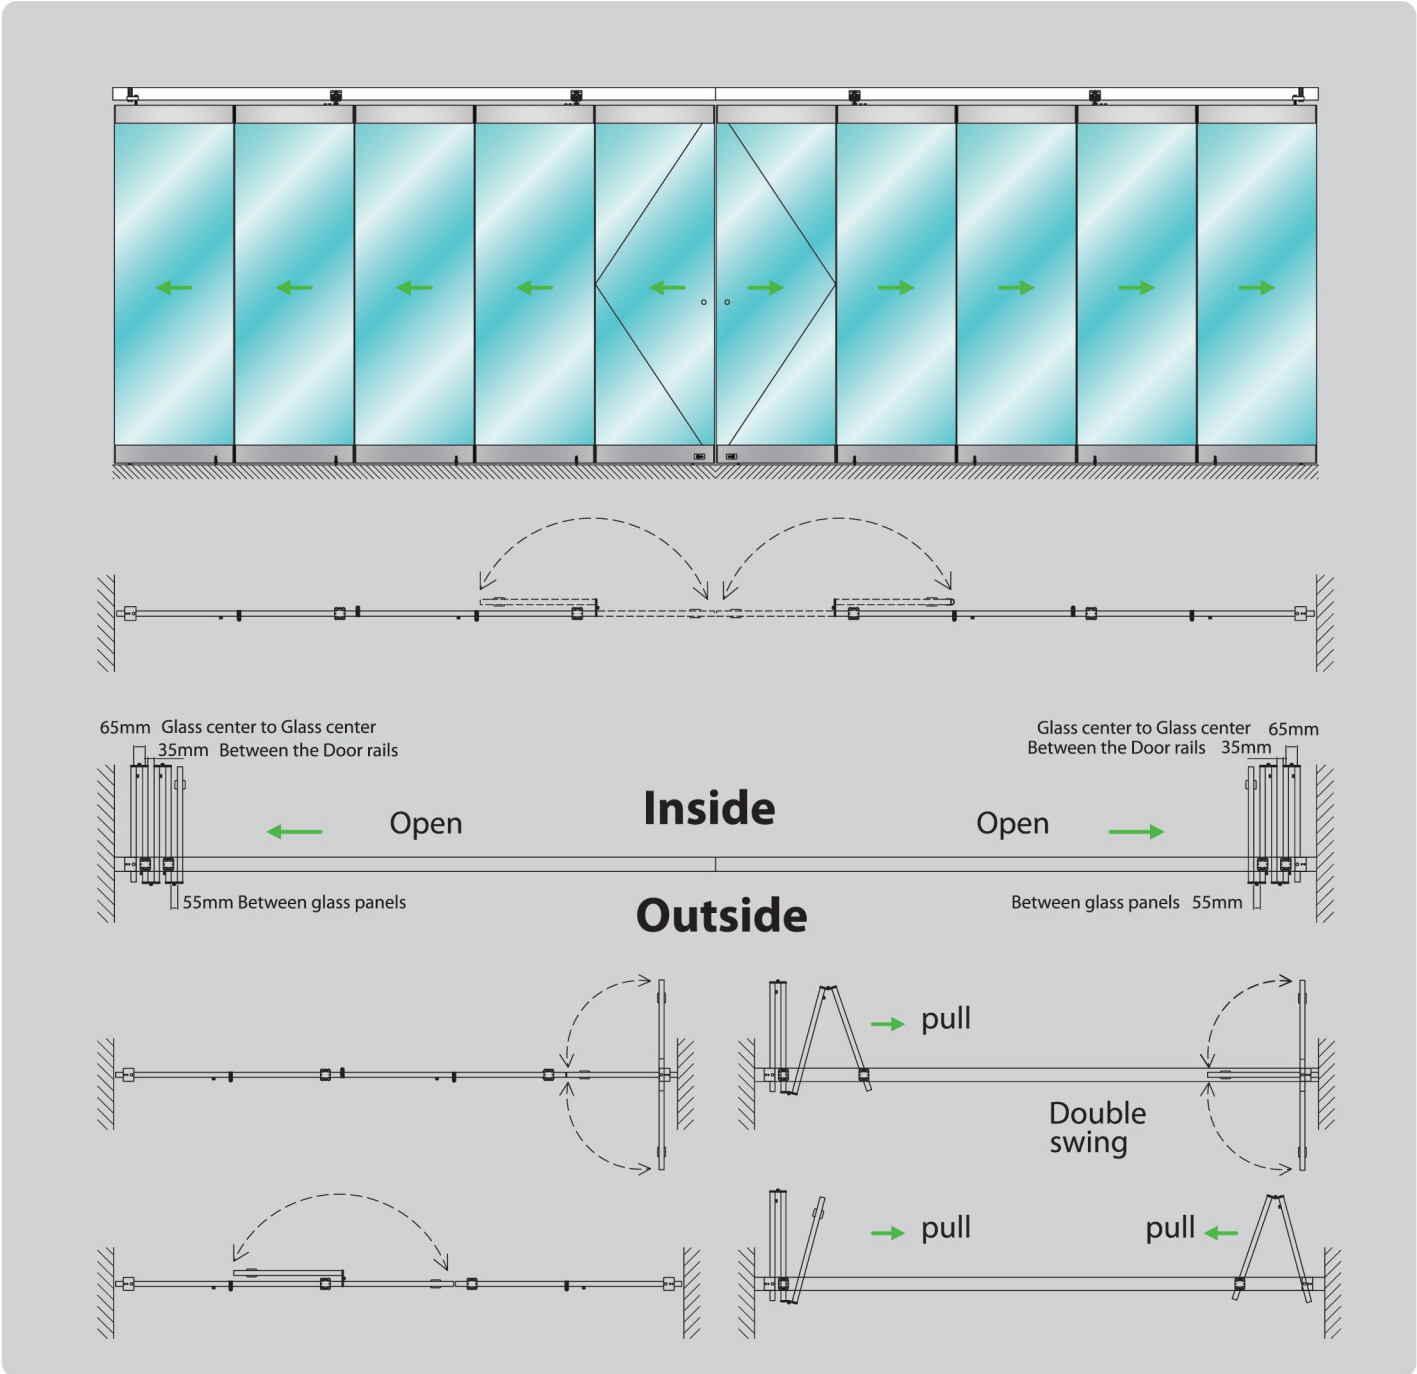 65mm Glass center to Glass center
35mm Between the Door rails
Glass center to Glass center 65mm
Between the Door rails 35mm
Inside
Open
Open
55mm Between glass panels
Between glass panels 55mm
Outside
pull
Double
swing
pull
pull